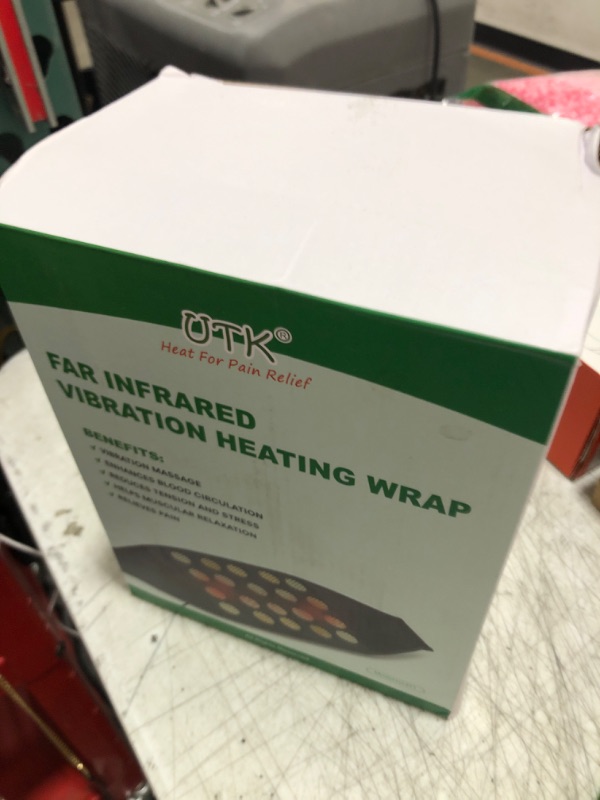 UTK®
Heat For Pain Relief
FAR INFRARED
VIBRATION HEATING WRAP
BENEFITS:
✓ VIBRATION MASSAGE
✓ ENHANCES BLOOD CIRCULATION
✓ REDUCES TENSION AND STRESS
✓ HELPS MUSCULAR RELAXATION
✓ RELIEVES PAIN